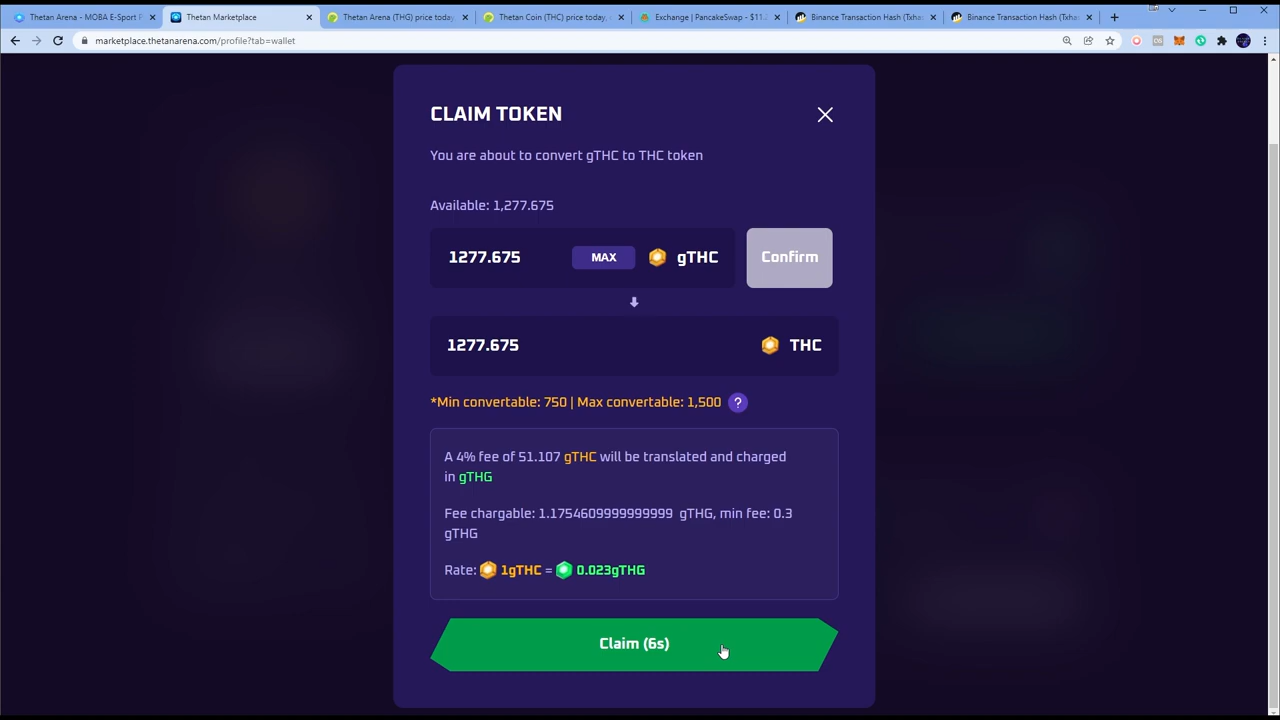 Thetan Arena - MOBA E-Sport
Thetan Marketplace
Thetan Arena (THG) price today
Thetan Coin (THC) price today,
Exchange | PancakeSwap - $11.
Binance Transaction Hash (Txha
Binance Transaction Hash (Txha
marketplace.thetanarena.com/profile?tab=wallet
CLAIM TOKEN
You are about to convert gTHC to THC token
Available: 1,277.675
1277.675 MAX gTHC Confirm
1277.675 THC
*Min convertable: 750 | Max convertable: 1,500 ?
A 4% fee of 51.107 gTHC will be translated and charged
in gTHG
Fee chargable: 1.1754609999999999 gTHG, min fee: 0.3
gTHG
Rate: 1gTHC = 0.023gTHG
Claim (6s)